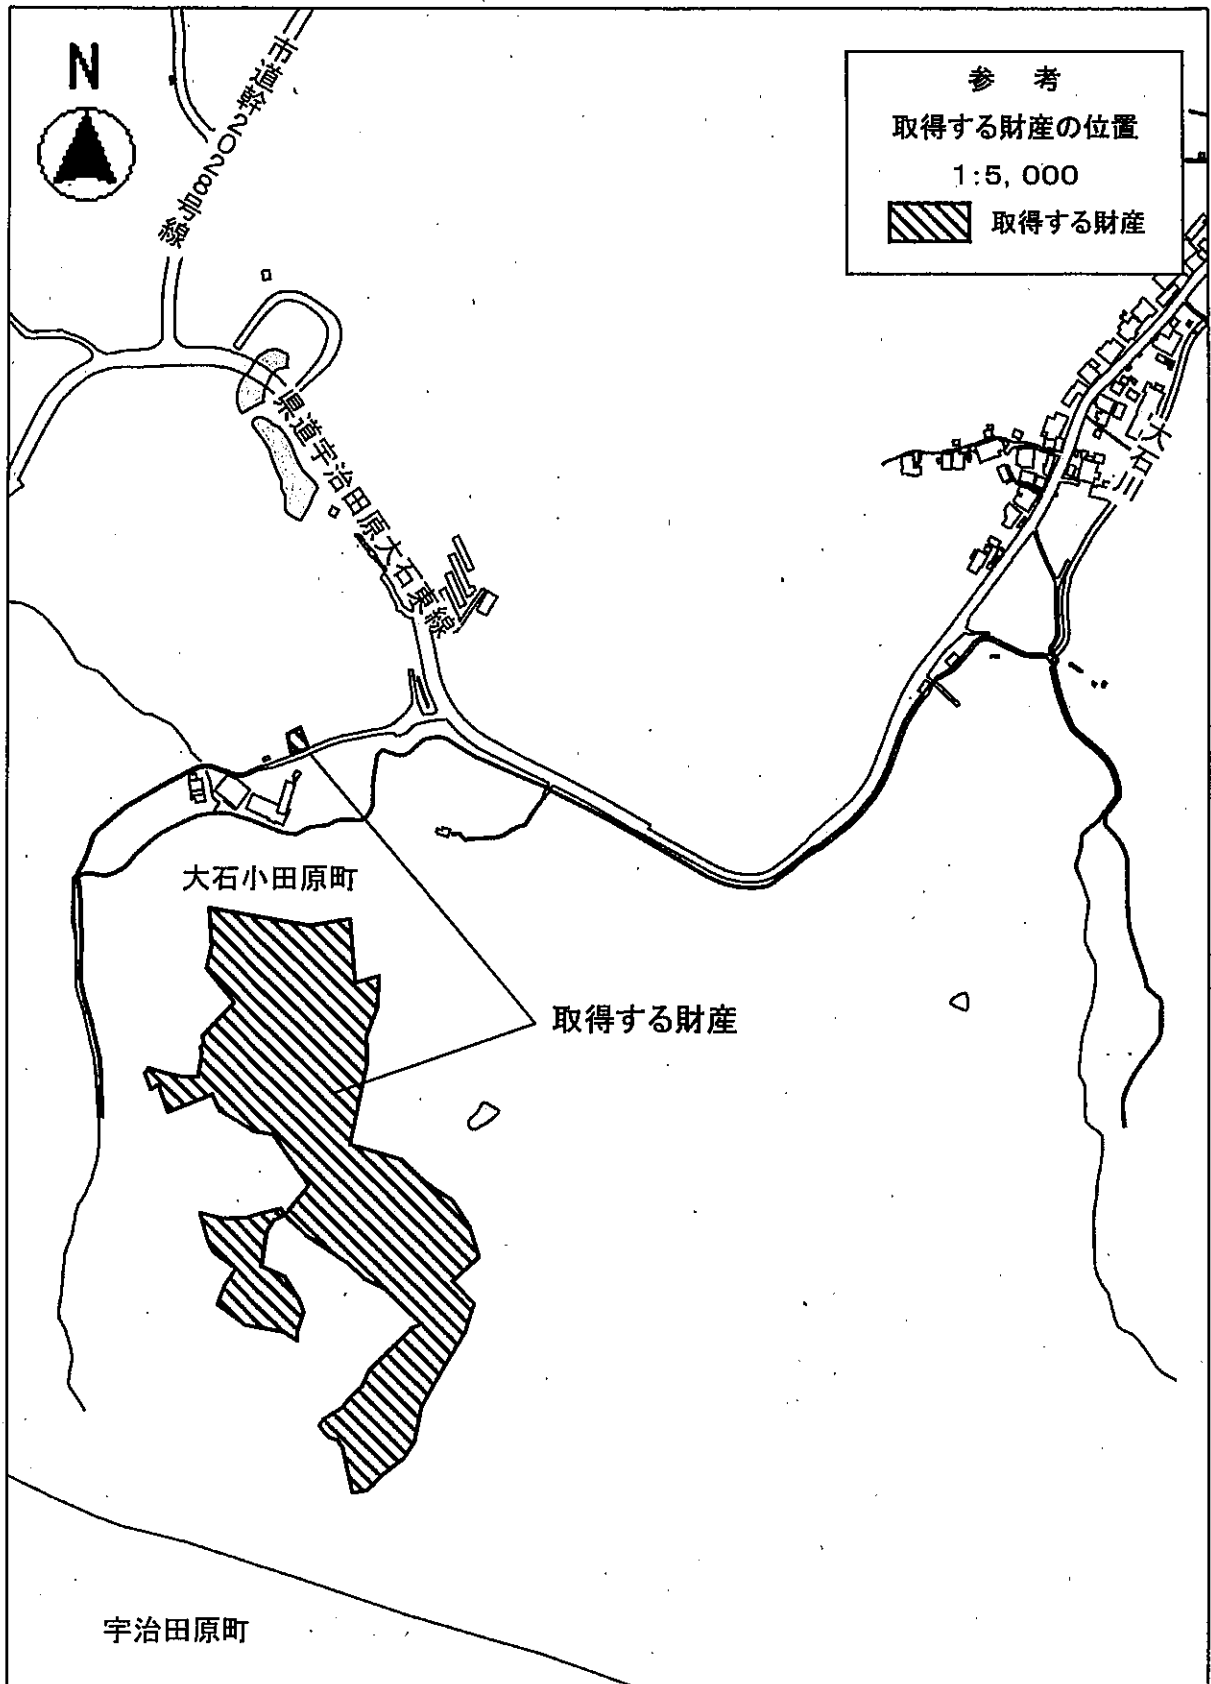 N
市道幹2028号線
参 考
取得する財産の位置
1:5,000
取得する財産
県道宇治田原大石東線
大石川
大石小田原町
取得する財産
宇治田原町